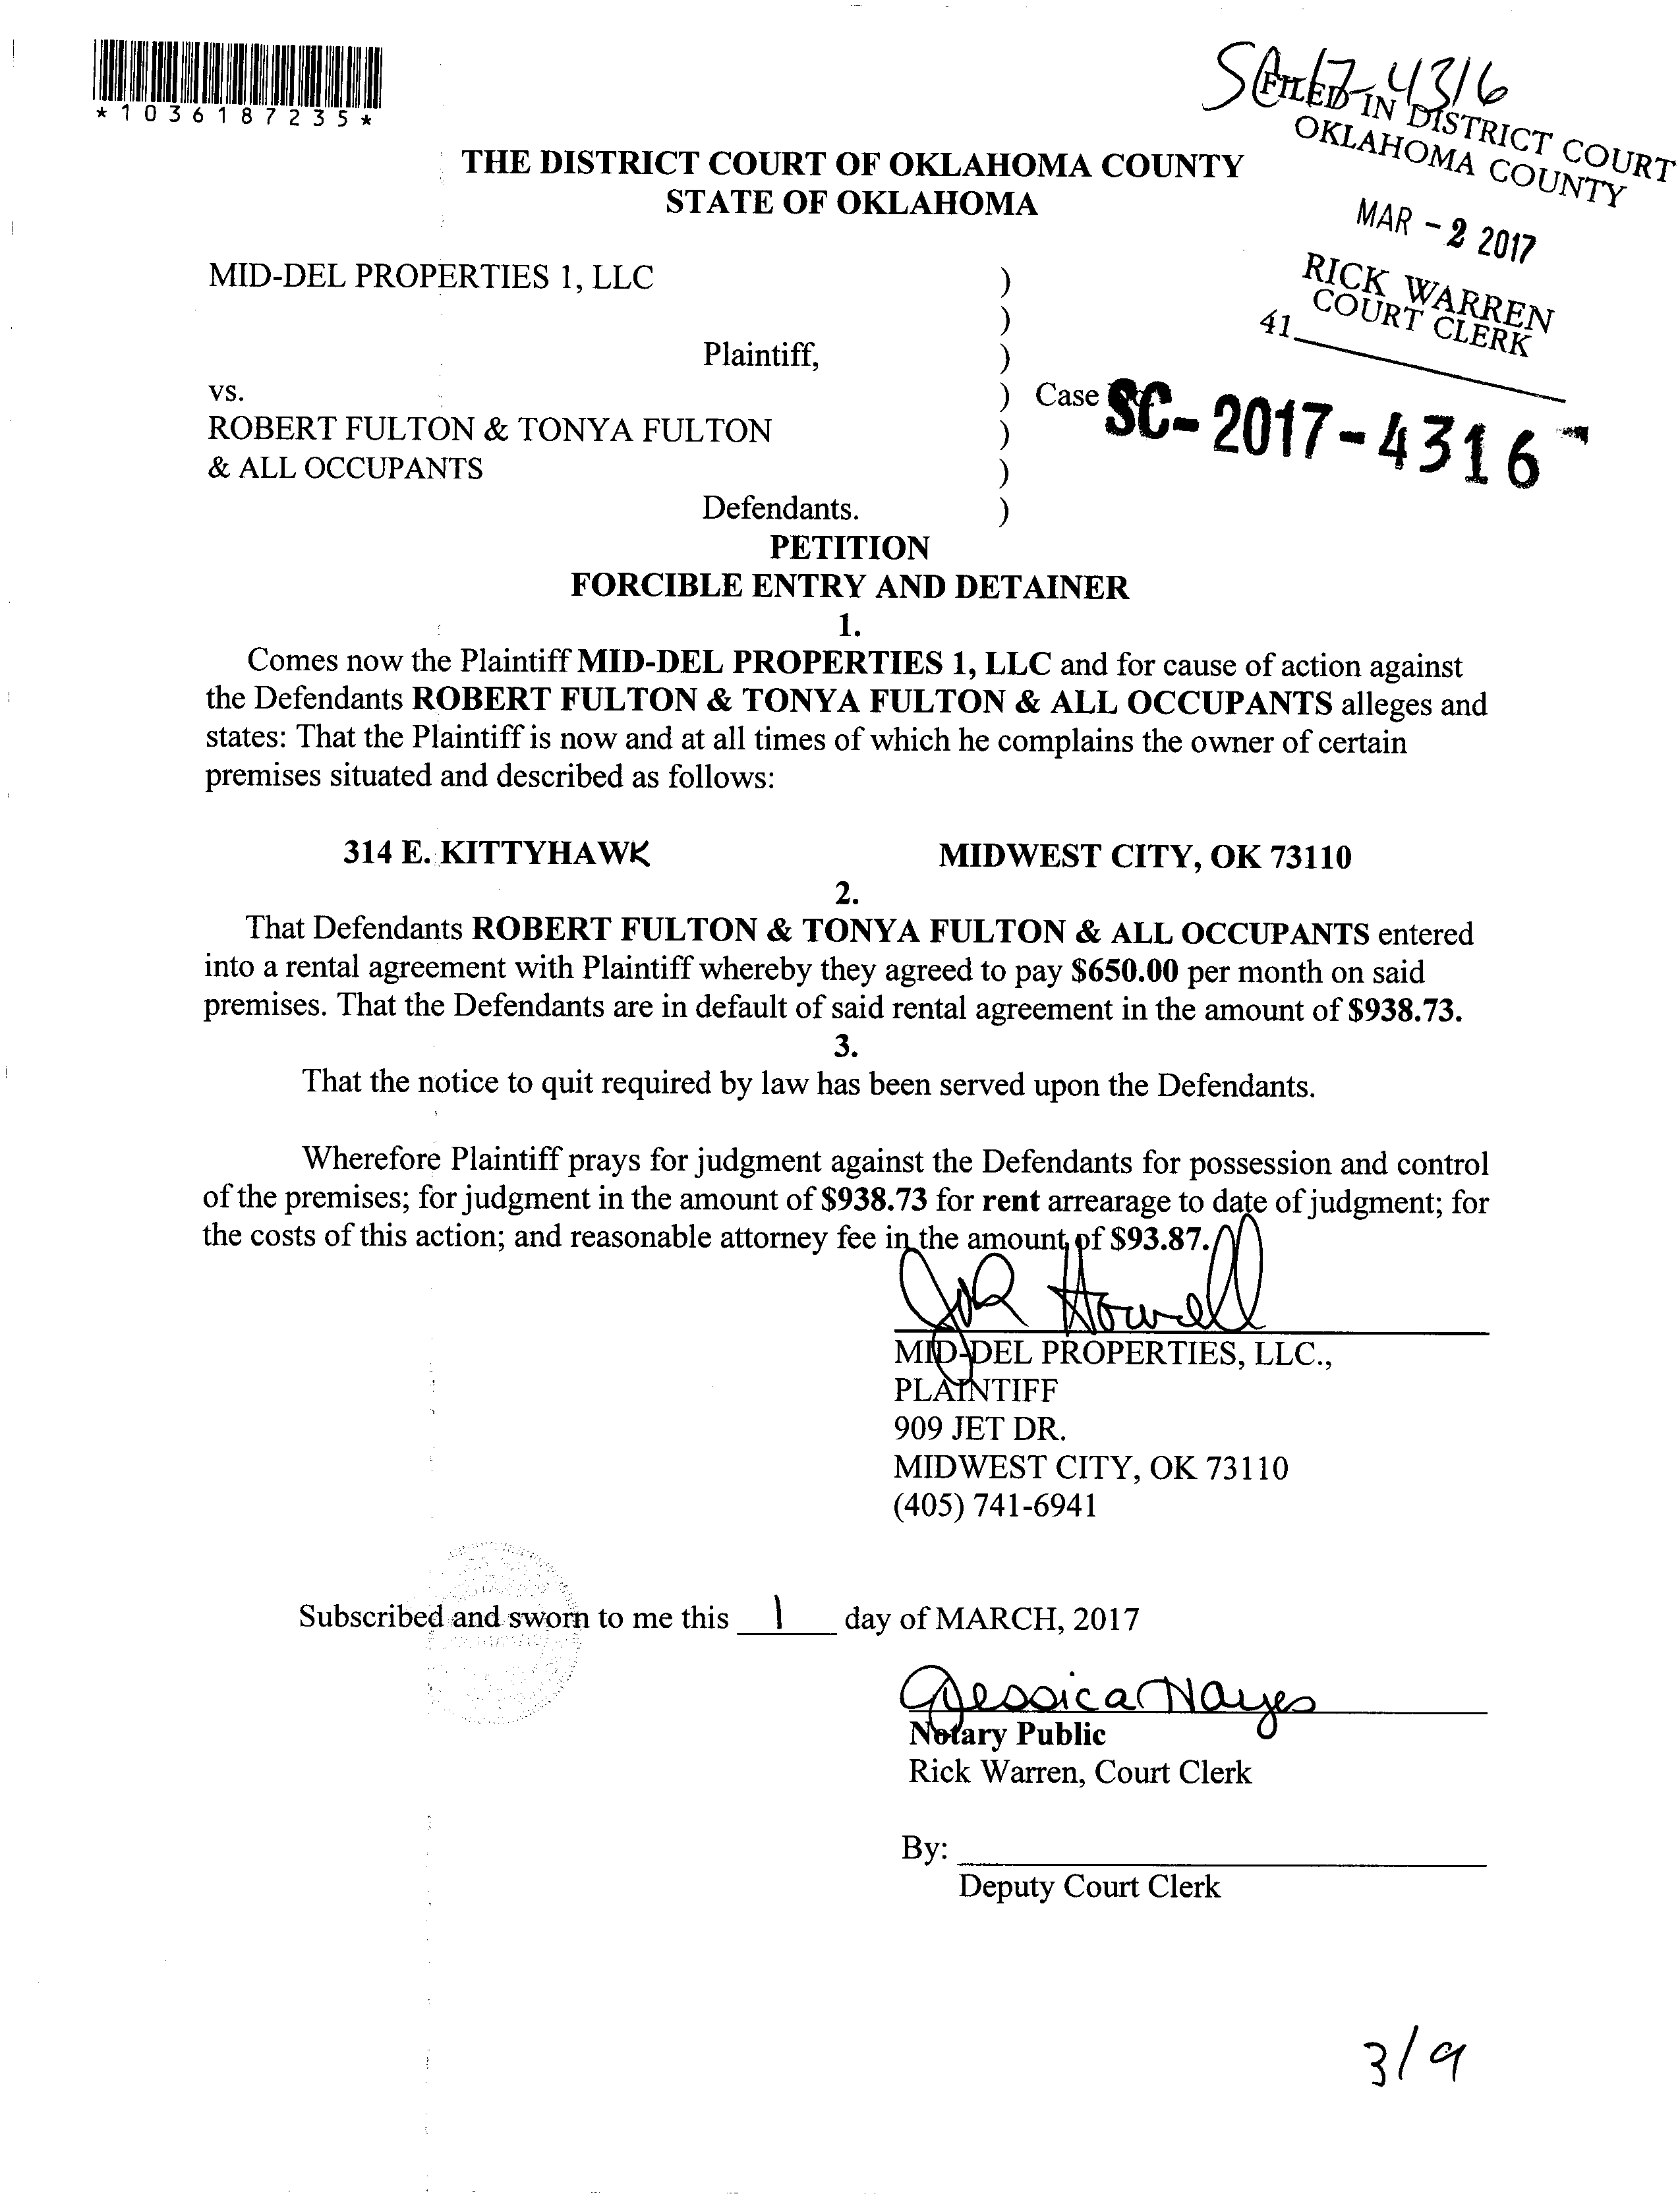 *1036187235*
SC-17-4316
FILED IN DISTRICT COURT
OKLAHOMA COUNTY
MAR - 2 2017
RICK WARREN
COURT CLERK
41
THE DISTRICT COURT OF OKLAHOMA COUNTY
STATE OF OKLAHOMA
MID-DEL PROPERTIES 1, LLC )
)
Plaintiff, )
vs. ) Case SC-2017-4316
ROBERT FULTON & TONYA FULTON )
& ALL OCCUPANTS )
Defendants. )
PETITION
FORCIBLE ENTRY AND DETAINER
1.
Comes now the Plaintiff MID-DEL PROPERTIES 1, LLC and for cause of action against
the Defendants ROBERT FULTON & TONYA FULTON & ALL OCCUPANTS alleges and
states: That the Plaintiff is now and at all times of which he complains the owner of certain
premises situated and described as follows:
314 E. KITTYHAWK MIDWEST CITY, OK 73110
2.
That Defendants ROBERT FULTON & TONYA FULTON & ALL OCCUPANTS entered
into a rental agreement with Plaintiff whereby they agreed to pay $650.00 per month on said
premises. That the Defendants are in default of said rental agreement in the amount of $938.73.
3.
That the notice to quit required by law has been served upon the Defendants.
Wherefore Plaintiff prays for judgment against the Defendants for possession and control
of the premises; for judgment in the amount of $938.73 for rent arrearage to date of judgment; for
the costs of this action; and reasonable attorney fee in the amount of $93.87.
Howell
MID-DEL PROPERTIES, LLC.,
PLAINTIFF
909 JET DR.
MIDWEST CITY, OK 73110
(405) 741-6941
Subscribed and sworn to me this 1 day of MARCH, 2017
Jessica Hayes
Notary Public
Rick Warren, Court Clerk
By:
Deputy Court Clerk
3/9